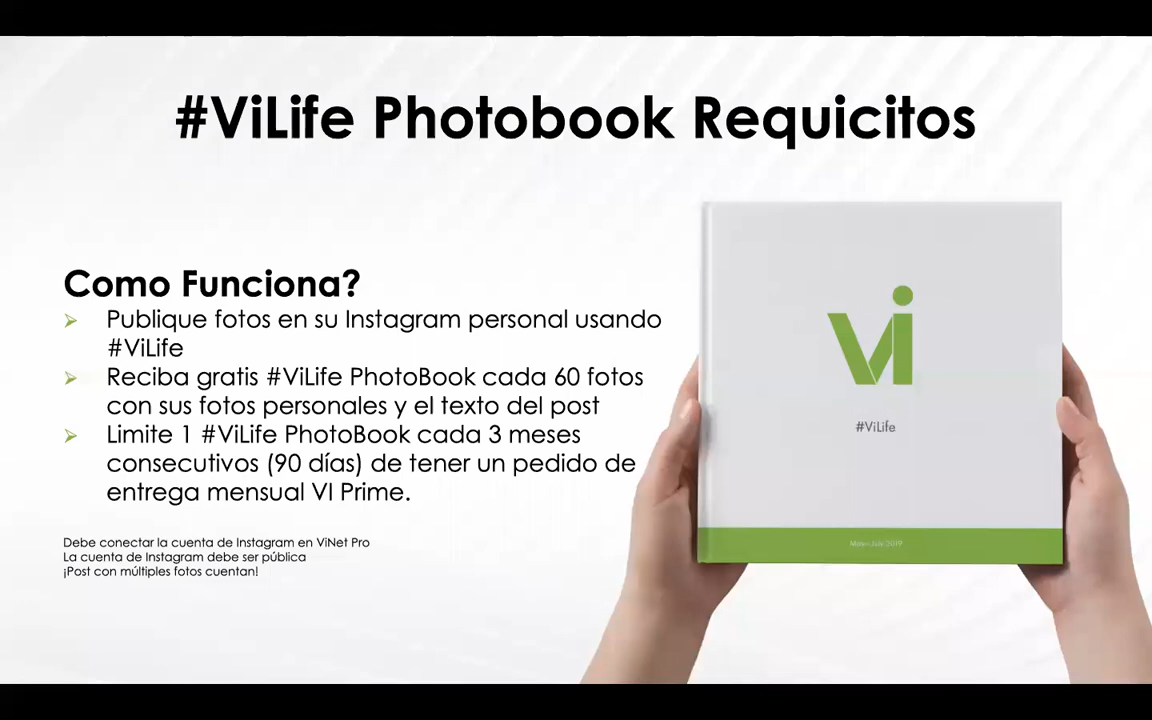 #ViLife Photobook Requicitos
Como Funciona?
Publique fotos en su Instagram personal usando
#ViLife
Reciba gratis #ViLife PhotoBook cada 60 fotos
con sus fotos personales y el texto del post
Limite 1 #ViLife PhotoBook cada 3 meses
consecutivos (90 días) de tener un pedido de
entrega mensual VI Prime.
Debe conectar la cuenta de Instagram en ViNet Pro
La cuenta de Instagram debe ser pública
¡Post con múltiples fotos cuentan!
Vi
#ViLife
2019